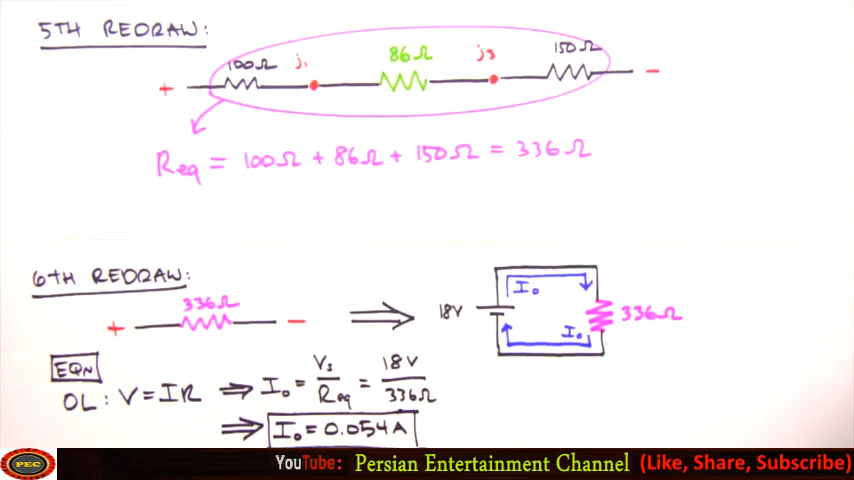 5TH REDRAW:
100Ω j₁ 86Ω j3 150Ω
+ −
Req = 100Ω + 86Ω + 150Ω = 336Ω
6TH REDRAW:
336Ω
+ − ⟹ 18V I₀ I₀ 336Ω
EQN
OL: V = IR ⟹ I₀ = Vs/Req = 18V/336Ω
⟹ I₀ = 0.054A
PEC
YouTube: Persian Entertainment Channel (Like, Share, Subscribe)